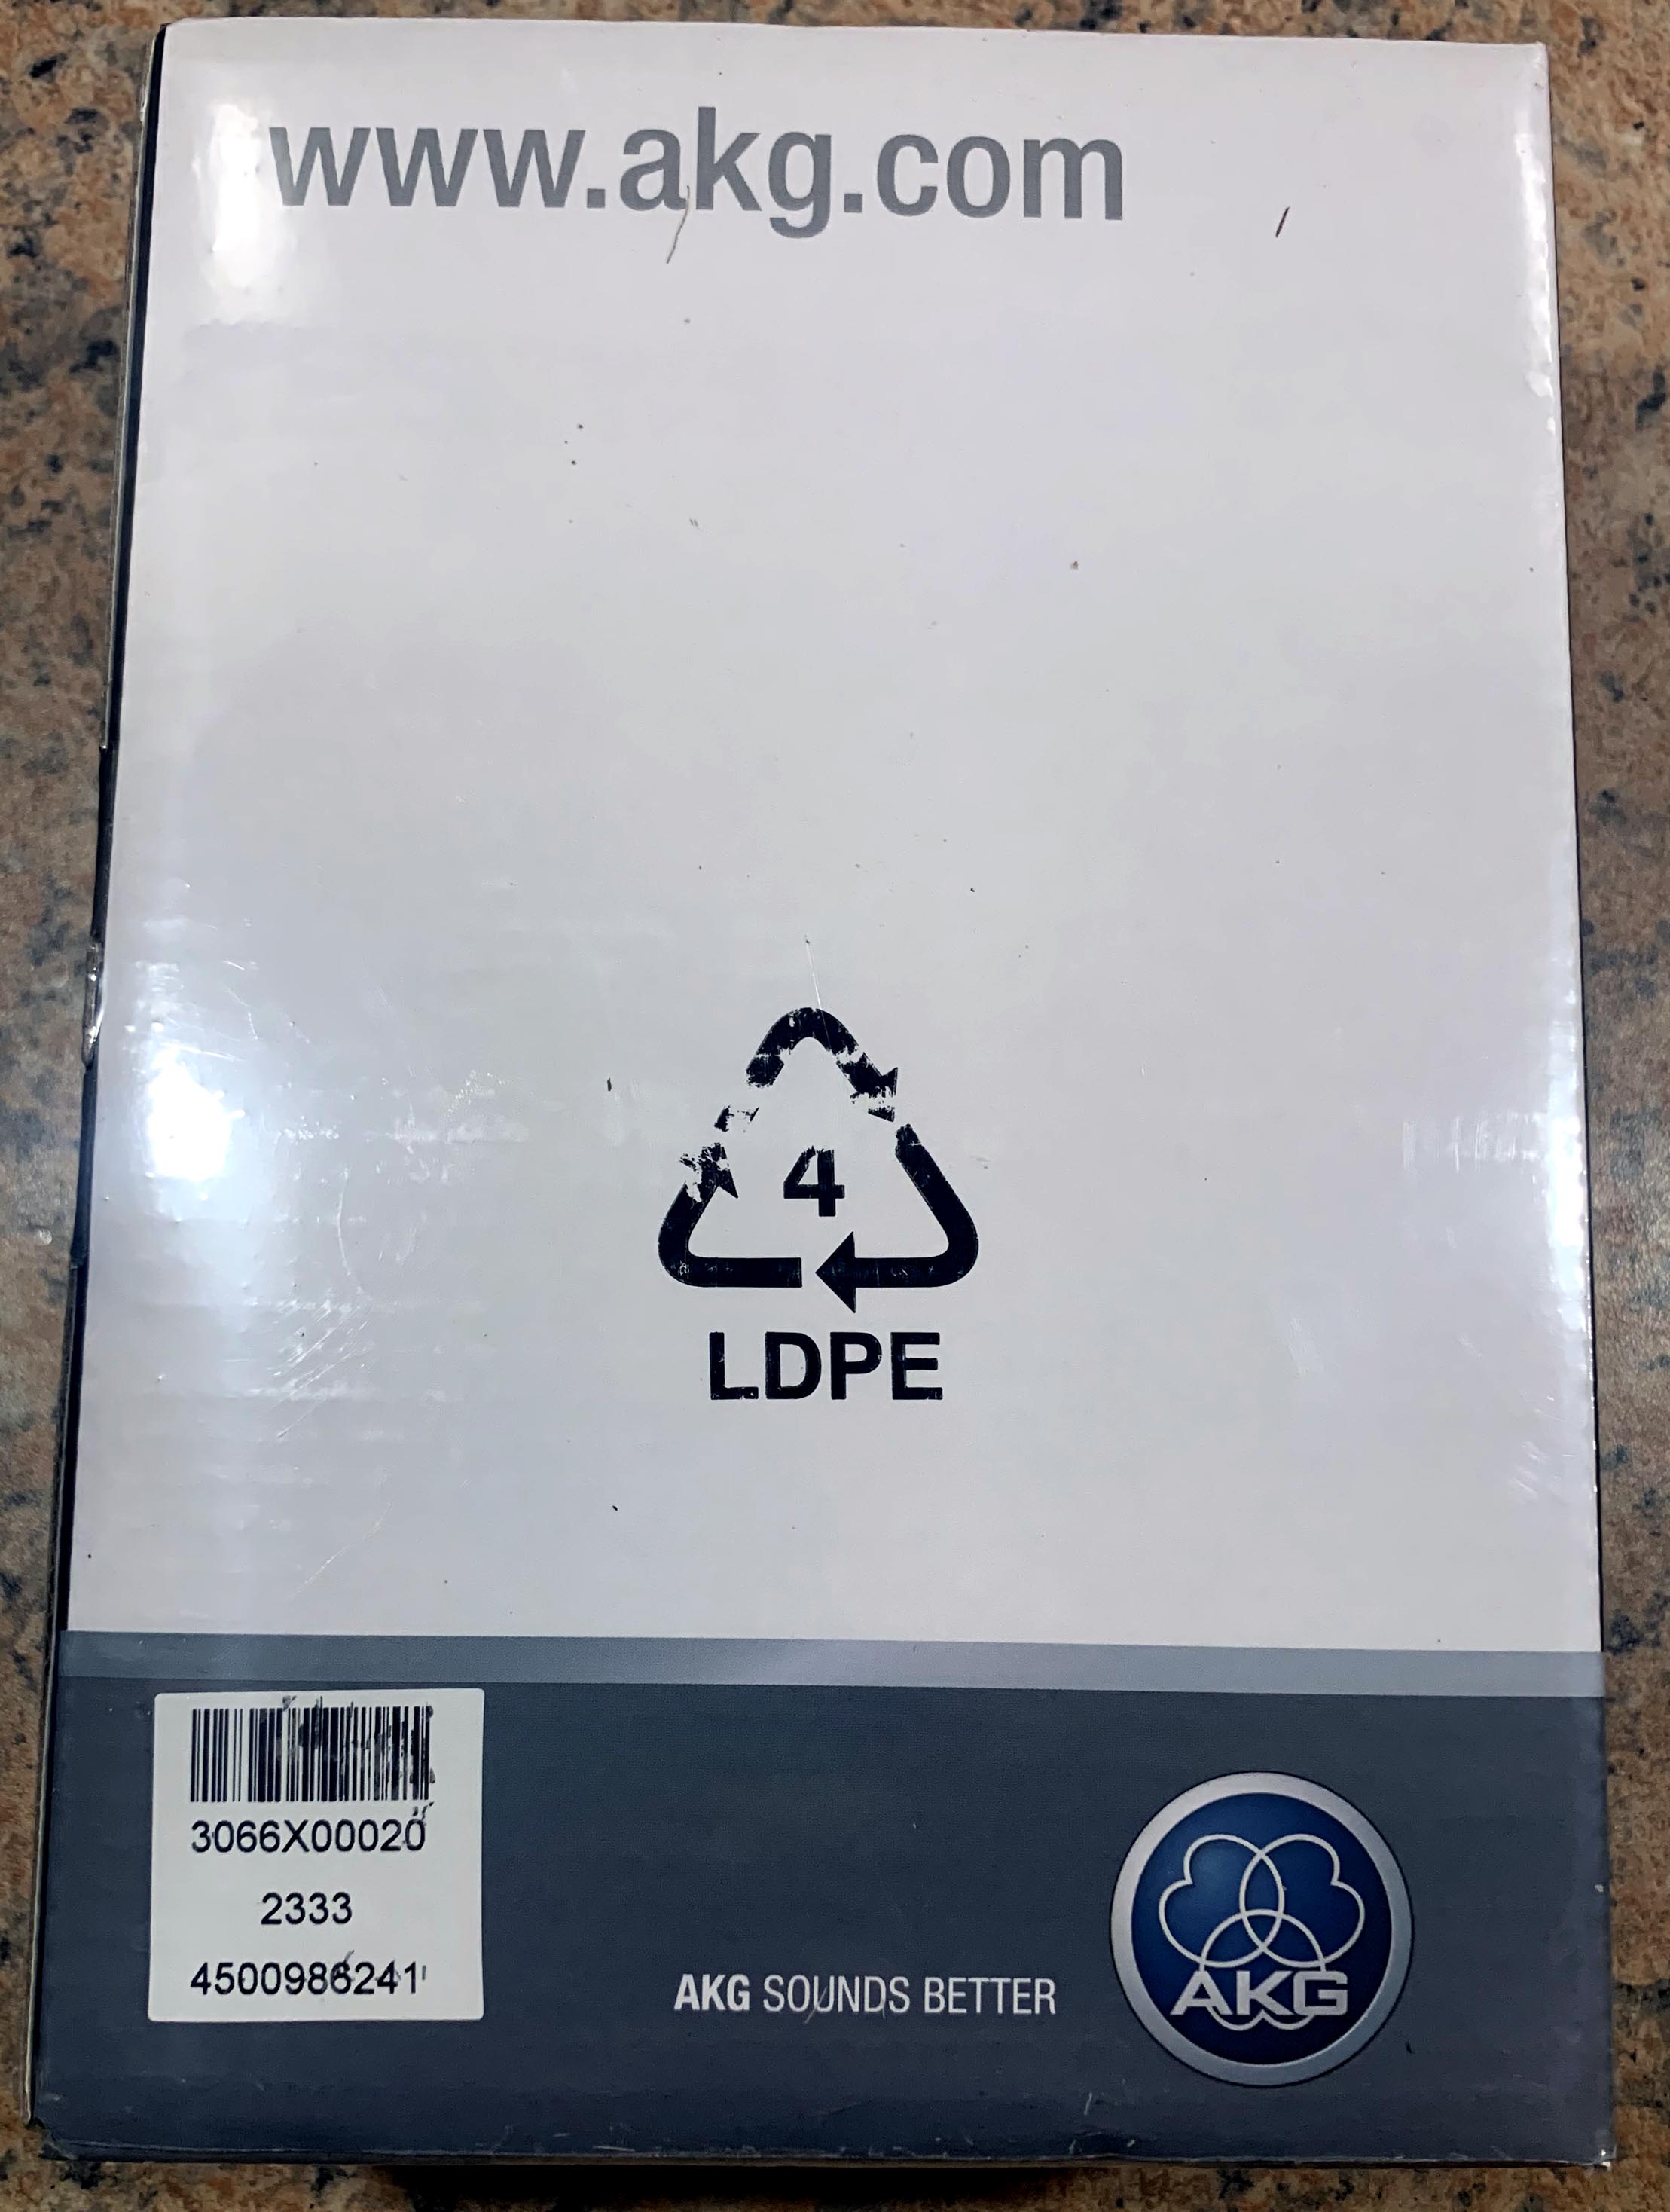 www.akg.com
4
LDPE
3066X00020
2333
4500986241
AKG SOUNDS BETTER
AKG